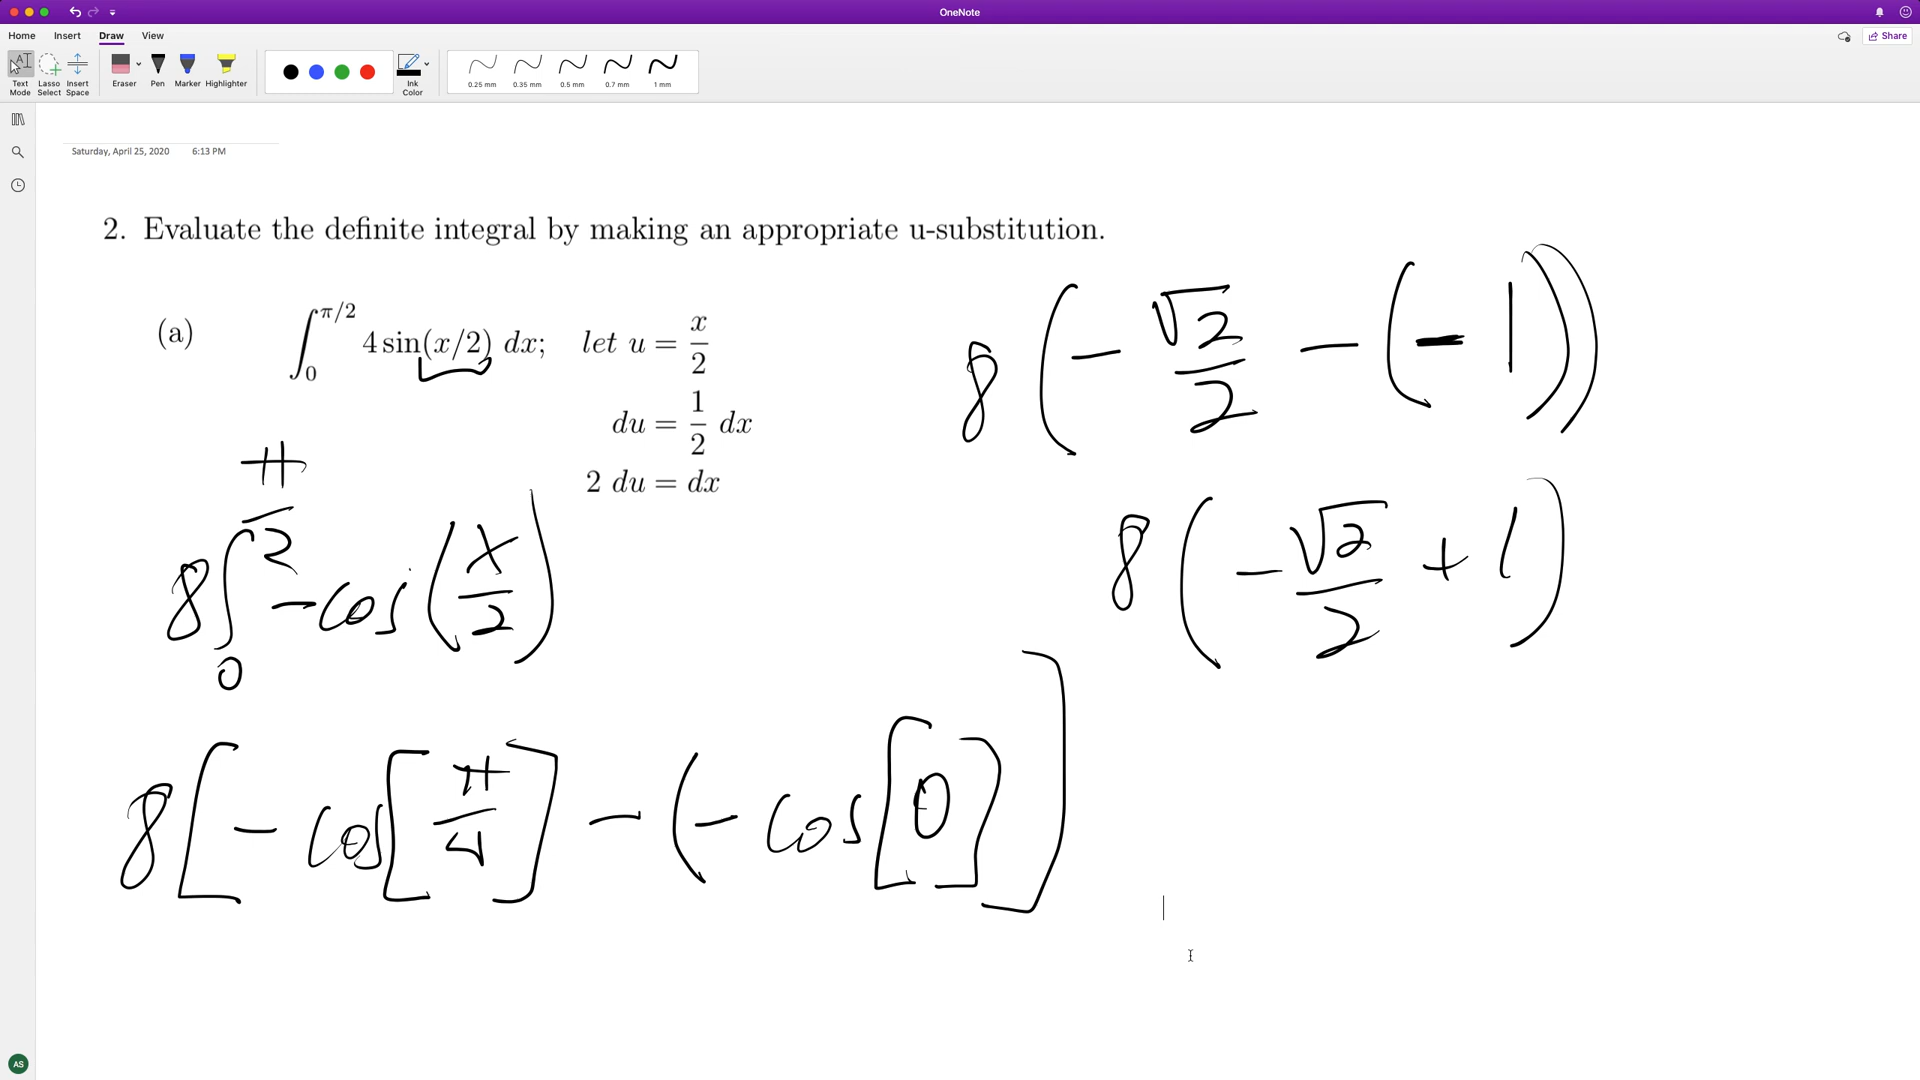 OneNote
Home Insert Draw View
Share
Text Mode
Lasso Select
Insert Space
Eraser
Pen
Marker
Highlighter
Ink Color
0.25 mm 0.35 mm 0.5 mm 0.7 mm 1 mm
Saturday, April 25, 2020 6:13 PM
2. Evaluate the definite integral by making an appropriate u-substitution.
(a) ∫₀^{π/2} 4 sin(x/2) dx; let u = x/2
du = 1/2 dx
2 du = dx
8∫₀^{π/2} -cos(x/2)
8[-cos[π/4] - (-cos[0]]
8(-√2/2 - (-1))
8(-√2/2 + 1)
AS